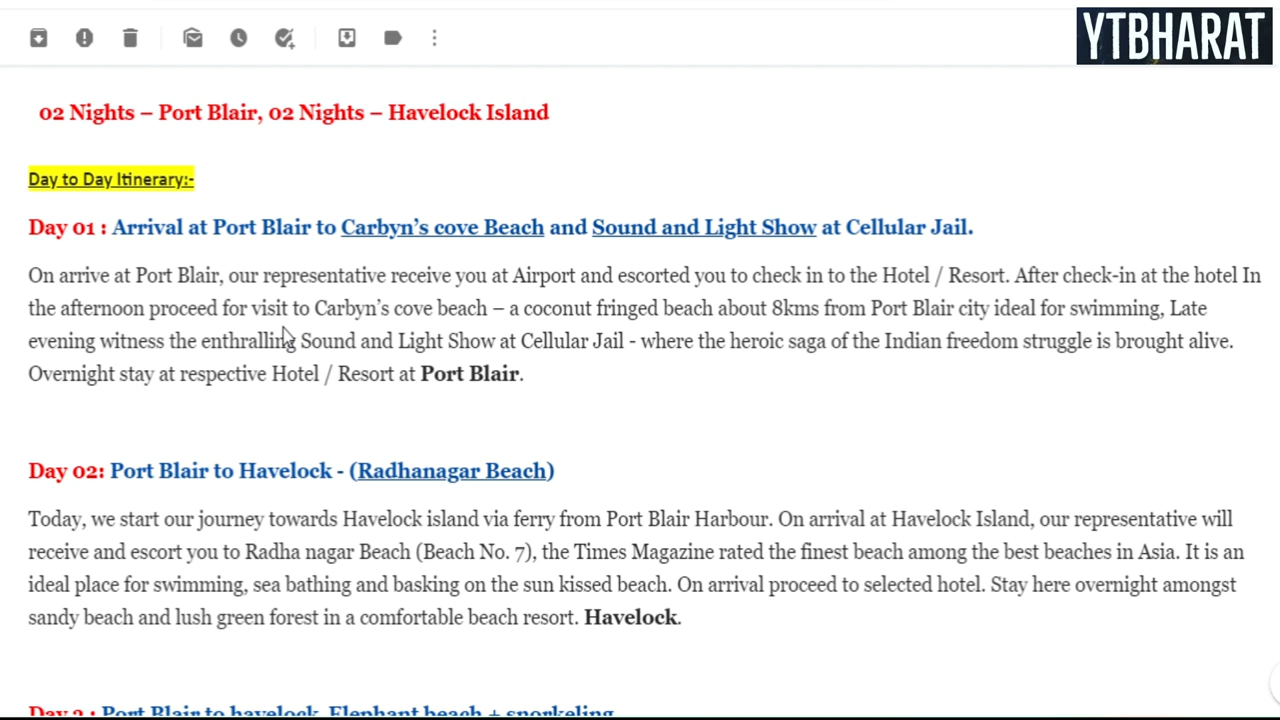 YTBHARAT
02 Nights – Port Blair, 02 Nights – Havelock Island
Day to Day Itinerary:-
Day 01 : Arrival at Port Blair to Carbyn’s cove Beach and Sound and Light Show at Cellular Jail.
On arrive at Port Blair, our representative receive you at Airport and escorted you to check in to the Hotel / Resort. After check-in at the hotel In
the afternoon proceed for visit to Carbyn’s cove beach – a coconut fringed beach about 8kms from Port Blair city ideal for swimming, Late
evening witness the enthralling Sound and Light Show at Cellular Jail - where the heroic saga of the Indian freedom struggle is brought alive.
Overnight stay at respective Hotel / Resort at Port Blair.
Day 02: Port Blair to Havelock - (Radhanagar Beach)
Today, we start our journey towards Havelock island via ferry from Port Blair Harbour. On arrival at Havelock Island, our representative will
receive and escort you to Radha nagar Beach (Beach No. 7), the Times Magazine rated the finest beach among the best beaches in Asia. It is an
ideal place for swimming, sea bathing and basking on the sun kissed beach. On arrival proceed to selected hotel. Stay here overnight amongst
sandy beach and lush green forest in a comfortable beach resort. Havelock.
Day 3 : Port Blair to havelock, Elephant beach + snorkeling